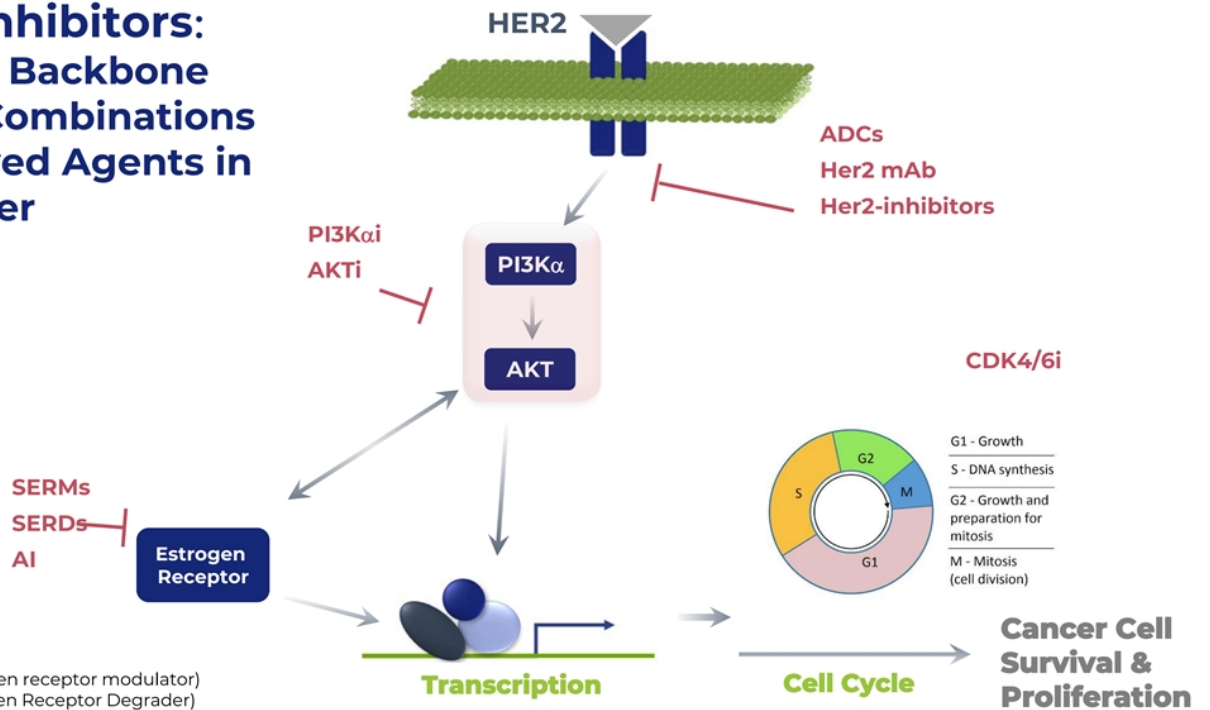 nhibitors:
Backbone
Combinations
ed Agents in
er
HER2
ADCs
Her2 mAb
Her2-inhibitors
PI3Kαi
AKTi
PI3Kα
AKT
CDK4/6i
G2
S
M
G1
G1 - Growth
S - DNA synthesis
G2 - Growth and
preparation for
mitosis
M - Mitosis
(cell division)
SERMs
SERDs
AI
Estrogen
Receptor
Transcription
Cell Cycle
Cancer Cell
Survival &
Proliferation
en receptor modulator)
en Receptor Degrader)